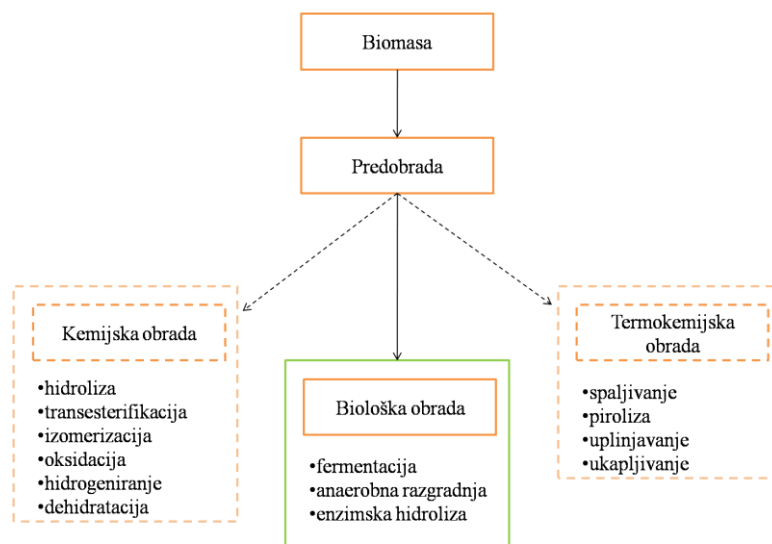 Biomasa
Predobrada
Kemijska obrada
•hidroliza
•transesterifikacija
•izomerizacija
•oksidacija
•hidrogeniranje
•dehidratacija
Biološka obrada
•fermentacija
•anaerobna razgradnja
•enzimska hidroliza
Termokemijska
obrada
•spaljivanje
•piroliza
•uplinjavanje
•ukapljivanje